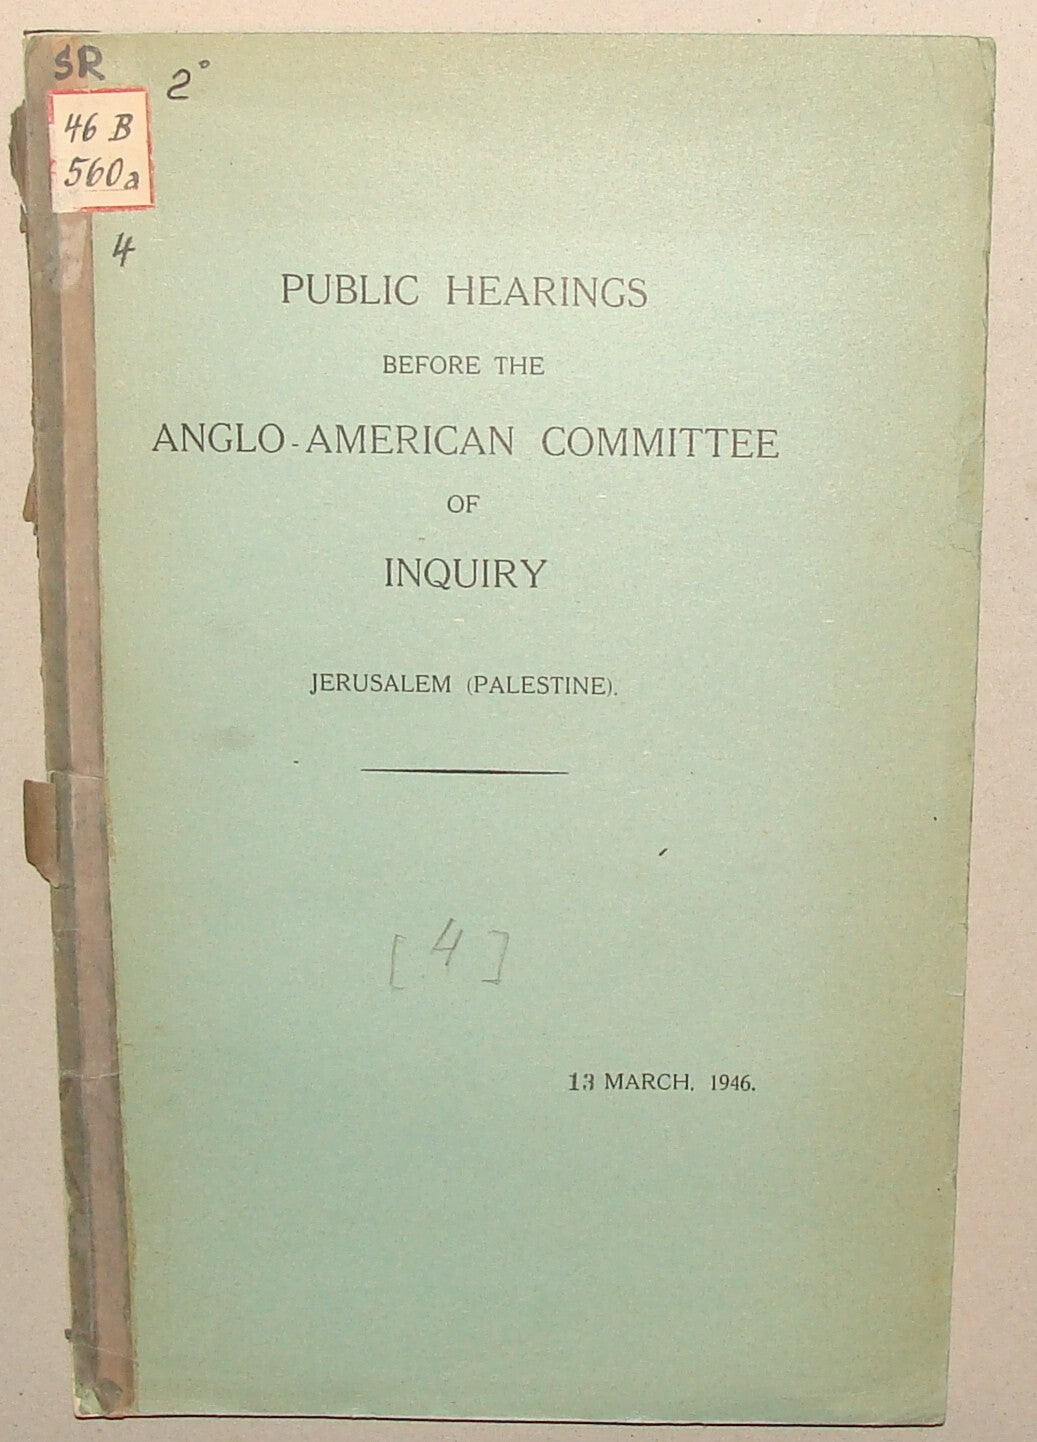 SR
2°
46 B
560a
4
PUBLIC HEARINGS
BEFORE THE
ANGLO-AMERICAN COMMITTEE
OF
INQUIRY
JERUSALEM (PALESTINE).
[4]
13 MARCH. 1946.